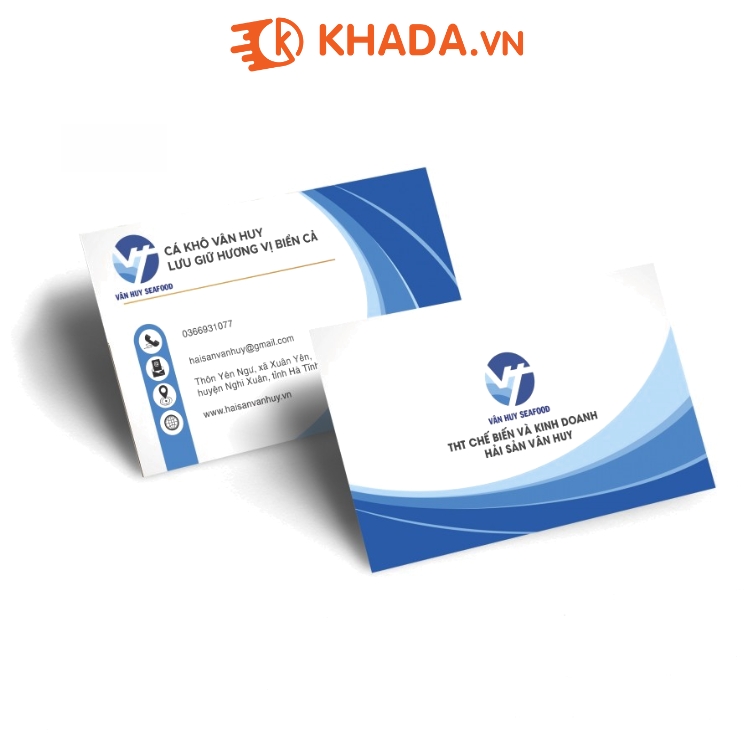 KHADA.vn
CÁ KHÔ VÂN HUY
LƯU GIỮ HƯƠNG VỊ BIỂN CẢ
VÂN HUY SEAFOOD
0366931077
haisanvanhuy@gmail.com
Thôn Yên Ngư, xã Xuân Yên,
huyện Nghi Xuân, tỉnh Hà Tĩnh
www.haisanvanhuy.vn
VÂN HUY SEAFOOD
THT CHẾ BIẾN VÀ KINH DOANH
HẢI SẢN VÂN HUY